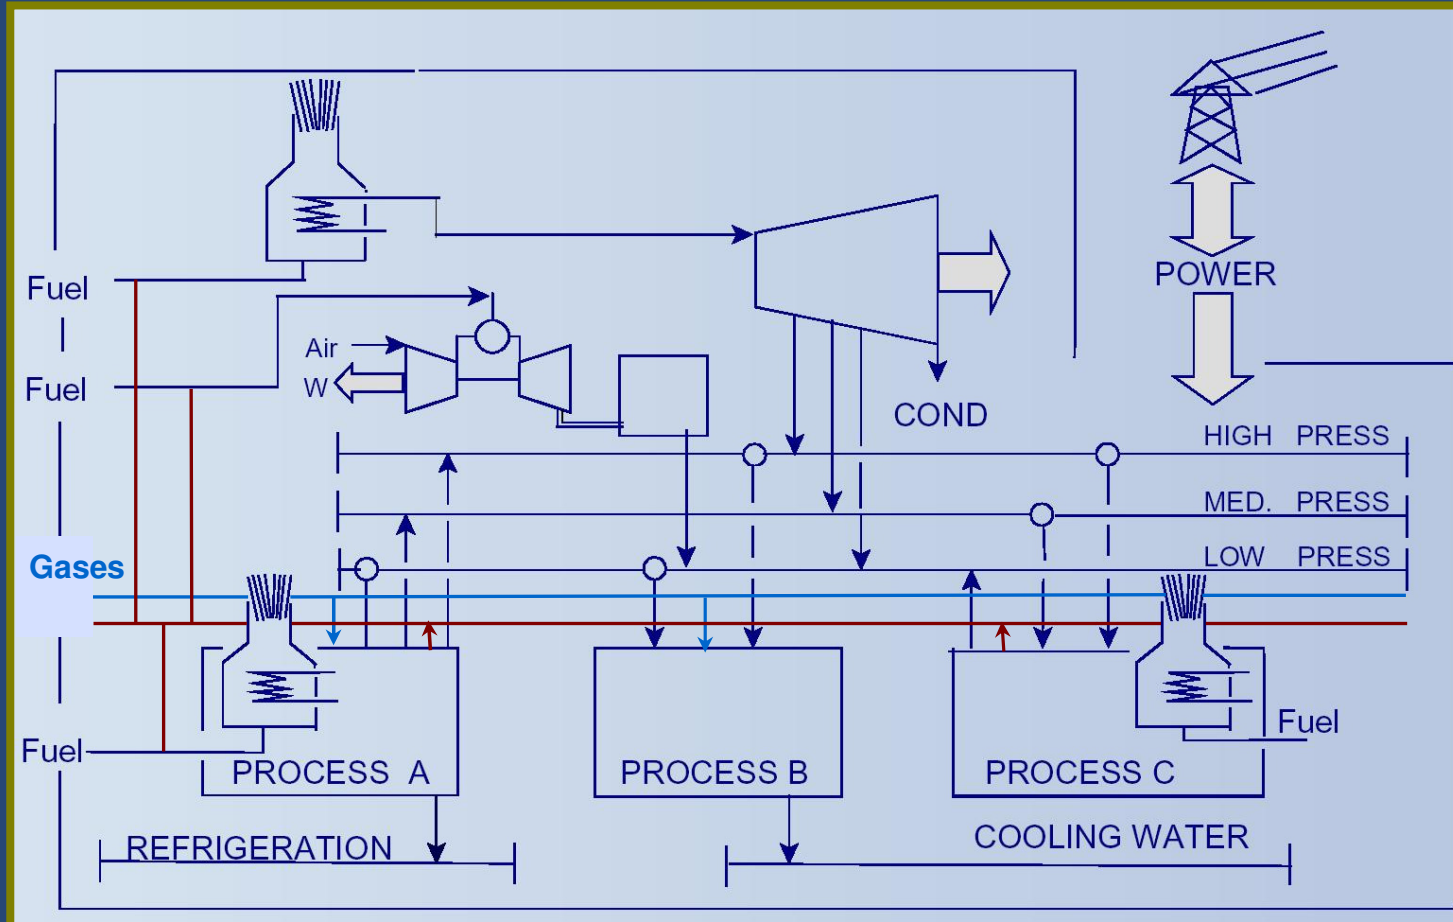 POWER
Fuel
Air
Fuel
W
COND
HIGH PRESS
MED. PRESS
LOW PRESS
Gases
Fuel
Fuel
PROCESS A
PROCESS B
PROCESS C
REFRIGERATION
COOLING WATER